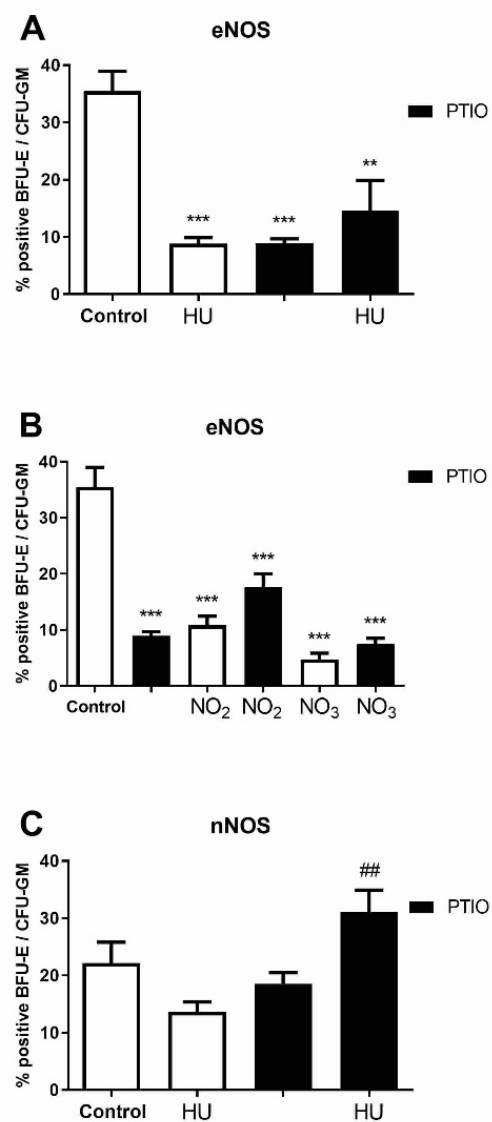 A
eNOS
% positive BFU-E / CFU-GM
40
30
20
10
0
***
***
**
PTIO
Control
HU
-
HU
B
eNOS
% positive BFU-E / CFU-GM
40
30
20
10
0
***
***
***
***
***
PTIO
Control
-
NO₂
NO₂
NO₃
NO₃
C
nNOS
% positive BFU-E / CFU-GM
40
30
20
10
0
##
PTIO
Control
HU
-
HU